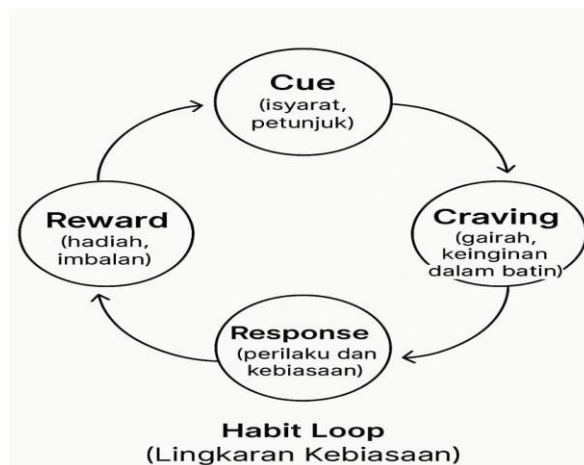 Cue
(isyarat,
petunjuk)
Craving
(gairah,
keinginan
dalam batin)
Response
(perilaku dan
kebiasaan)
Reward
(hadiah,
imbalan)
Habit Loop
(Lingkaran Kebiasaan)